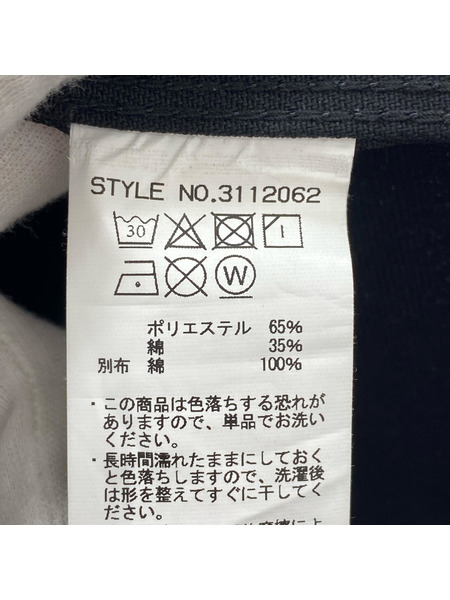 STYLE NO.3112062
30
W
ポリエステル 65%
綿 35%
別布 綿 100%
・この商品は色落ちする恐れが
ありますので、単品でお洗い
ください。
・長時間濡れたままにしておく
と色落ちしますので、洗濯後
は形を整えてすぐに干してく
ださい。